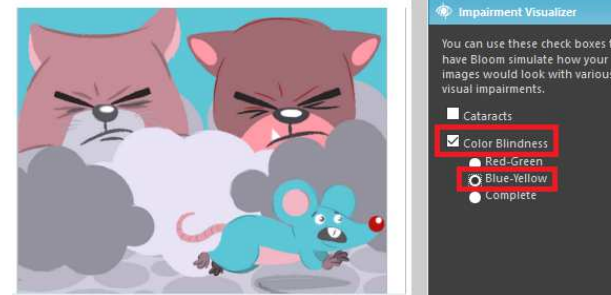 Impairment Visualizer
You can use these check boxes
have Bloom simulate how your
images would look with various
visual impairments.
Cataracts
Color Blindness
Red-Green
Blue-Yellow
Complete